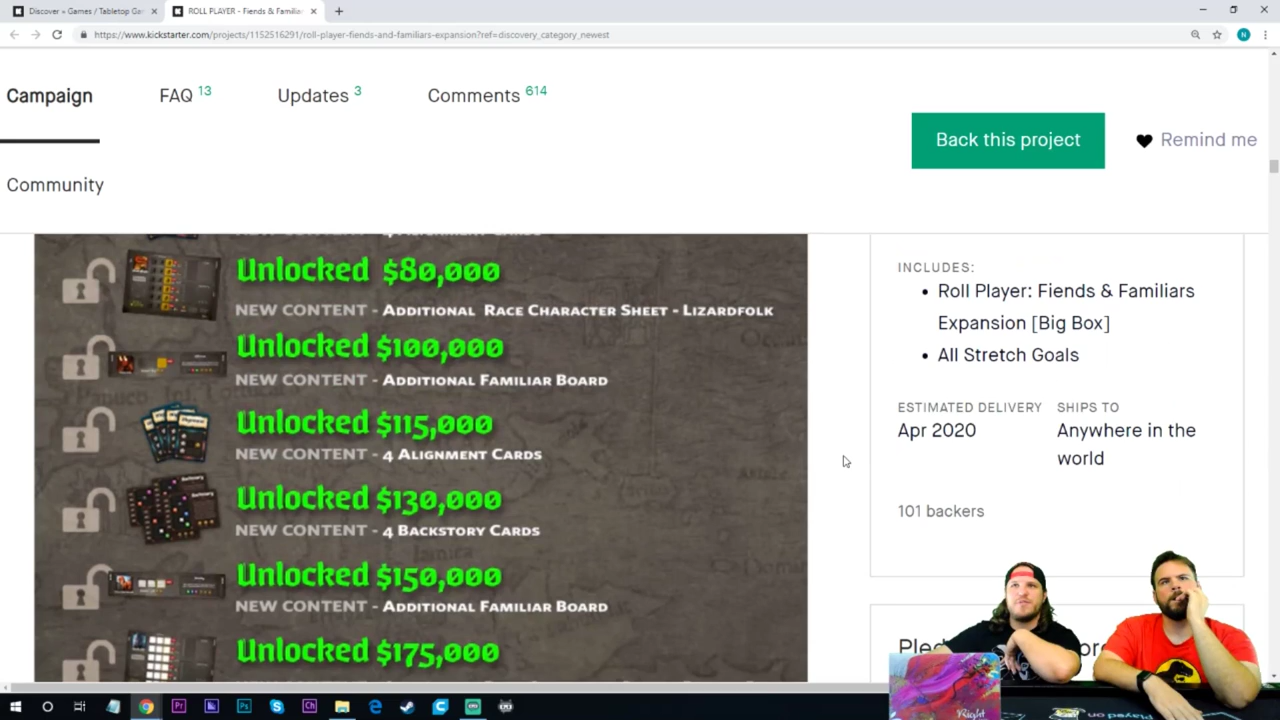 Discover » Games / Tabletop Ga
ROLL PLAYER - Fiends & Familia
https://www.kickstarter.com/projects/1152516291/roll-player-fiends-and-familiars-expansion?ref=discovery_category_newest
N
Campaign
FAQ 13
Updates 3
Comments 614
Back this project
Remind me
Community
Unlocked $80,000
NEW CONTENT - ADDITIONAL RACE CHARACTER SHEET - LIZARDFOLK
Unlocked $100,000
NEW CONTENT - ADDITIONAL FAMILIAR BOARD
Unlocked $115,000
NEW CONTENT - 4 ALIGNMENT CARDS
Unlocked $130,000
NEW CONTENT - 4 BACKSTORY CARDS
Unlocked $150,000
NEW CONTENT - ADDITIONAL FAMILIAR BOARD
Unlocked $175,000
INCLUDES:
Roll Player: Fiends & Familiars
Expansion [Big Box]
All Stretch Goals
ESTIMATED DELIVERY
Apr 2020
SHIPS TO
Anywhere in the
world
101 backers
Right